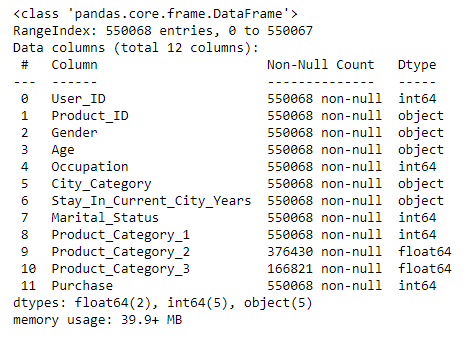 <class 'pandas.core.frame.DataFrame'>
RangeIndex: 550068 entries, 0 to 550067
Data columns (total 12 columns):
 #   Column                      Non-Null Count   Dtype
---  ------                      --------------   -----
 0   User_ID                     550068 non-null  int64
 1   Product_ID                  550068 non-null  object
 2   Gender                      550068 non-null  object
 3   Age                         550068 non-null  object
 4   Occupation                  550068 non-null  int64
 5   City_Category               550068 non-null  object
 6   Stay_In_Current_City_Years  550068 non-null  object
 7   Marital_Status              550068 non-null  int64
 8   Product_Category_1          550068 non-null  int64
 9   Product_Category_2          376430 non-null  float64
 10  Product_Category_3          166821 non-null  float64
 11  Purchase                    550068 non-null  int64
dtypes: float64(2), int64(5), object(5)
memory usage: 39.9+ MB